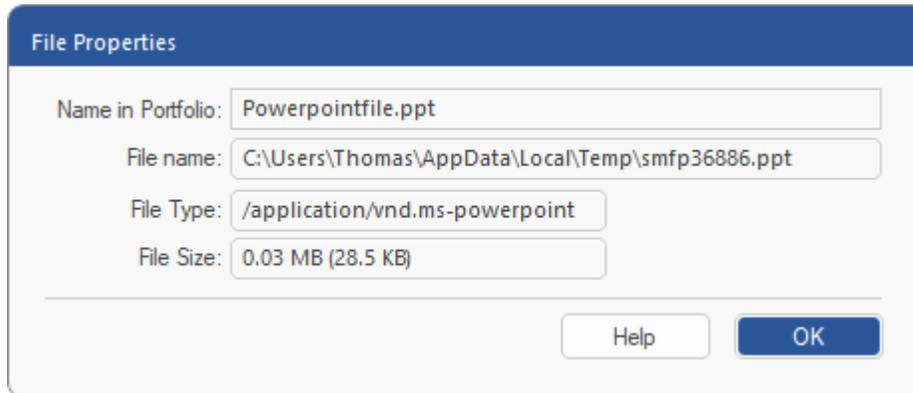 File Properties
Name in Portfolio: Powerpointfile.ppt
File name: C:\Users\Thomas\AppData\Local\Temp\smfp36886.ppt
File Type: /application/vnd.ms-powerpoint
File Size: 0.03 MB (28.5 KB)
Help OK